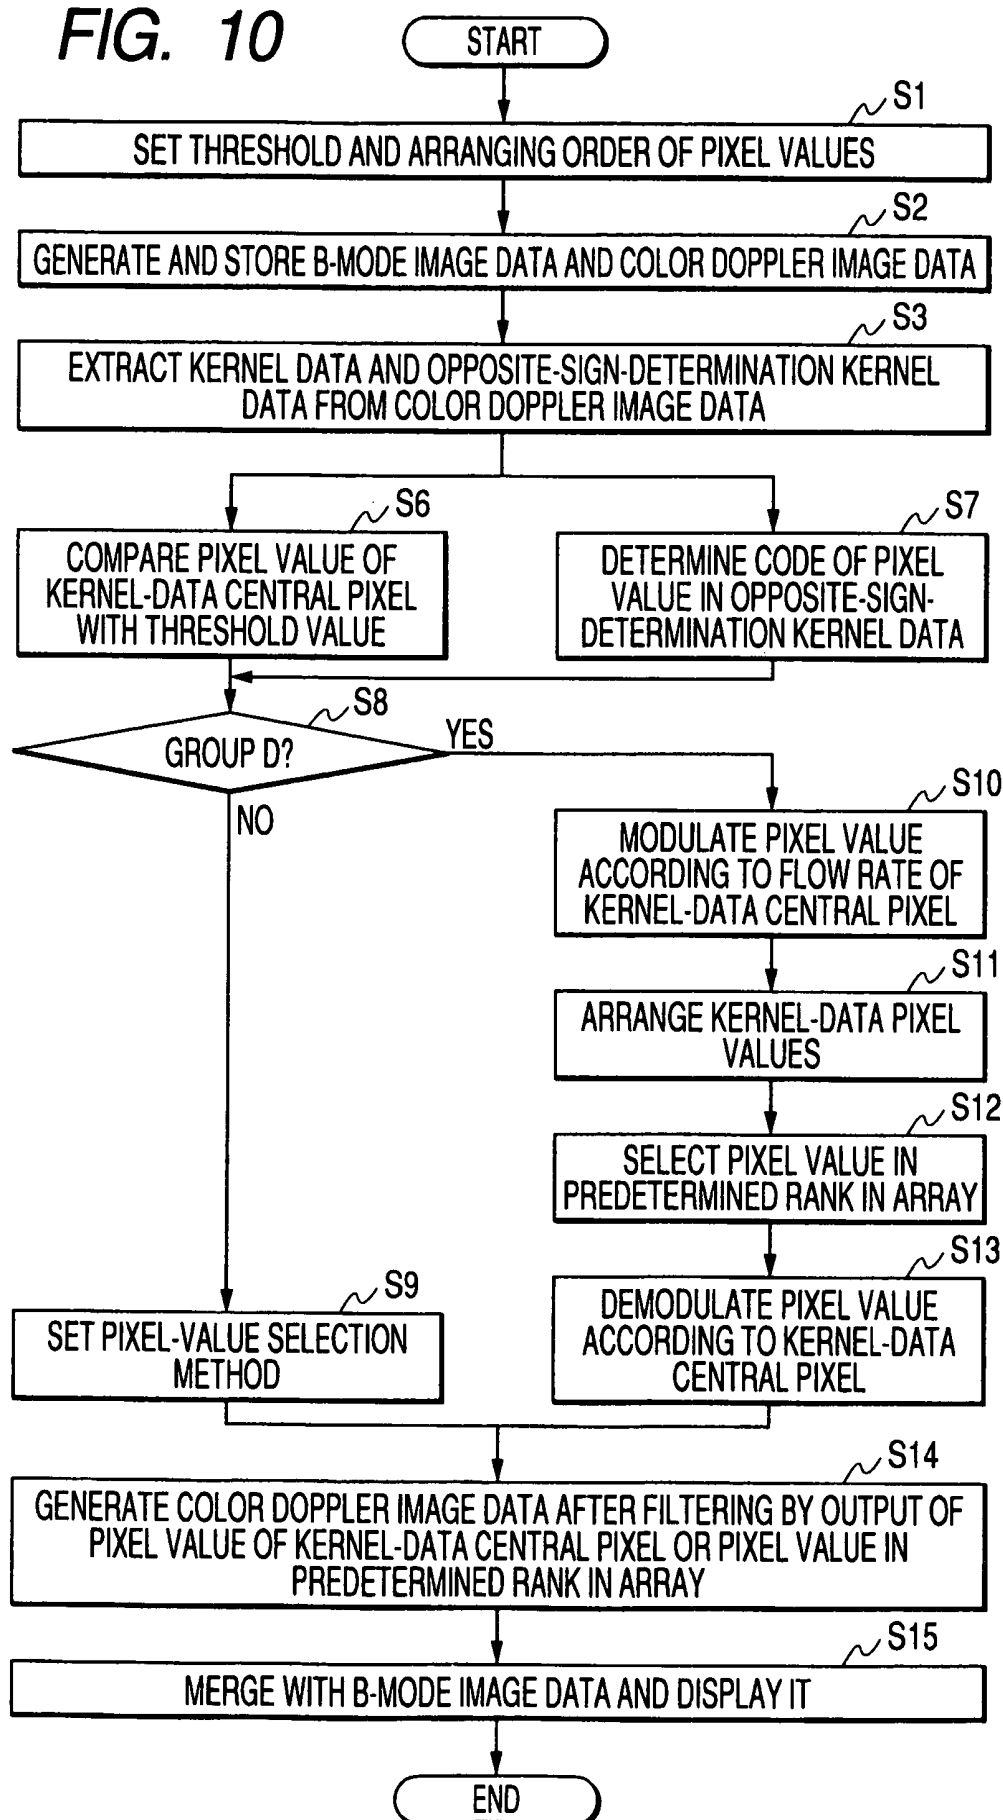 FIG. 10
START
S1
SET THRESHOLD AND ARRANGING ORDER OF PIXEL VALUES
S2
GENERATE AND STORE B-MODE IMAGE DATA AND COLOR DOPPLER IMAGE DATA
S3
EXTRACT KERNEL DATA AND OPPOSITE-SIGN-DETERMINATION KERNEL
DATA FROM COLOR DOPPLER IMAGE DATA
S6
COMPARE PIXEL VALUE OF
KERNEL-DATA CENTRAL PIXEL
WITH THRESHOLD VALUE
S7
DETERMINE CODE OF PIXEL
VALUE IN OPPOSITE-SIGN-
DETERMINATION KERNEL DATA
S8
GROUP D?
YES
NO
S10
MODULATE PIXEL VALUE
ACCORDING TO FLOW RATE OF
KERNEL-DATA CENTRAL PIXEL
S11
ARRANGE KERNEL-DATA PIXEL
VALUES
S12
SELECT PIXEL VALUE IN
PREDETERMINED RANK IN ARRAY
S13
DEMODULATE PIXEL VALUE
ACCORDING TO KERNEL-DATA
CENTRAL PIXEL
S9
SET PIXEL-VALUE SELECTION
METHOD
S14
GENERATE COLOR DOPPLER IMAGE DATA AFTER FILTERING BY OUTPUT OF
PIXEL VALUE OF KERNEL-DATA CENTRAL PIXEL OR PIXEL VALUE IN
PREDETERMINED RANK IN ARRAY
S15
MERGE WITH B-MODE IMAGE DATA AND DISPLAY IT
END